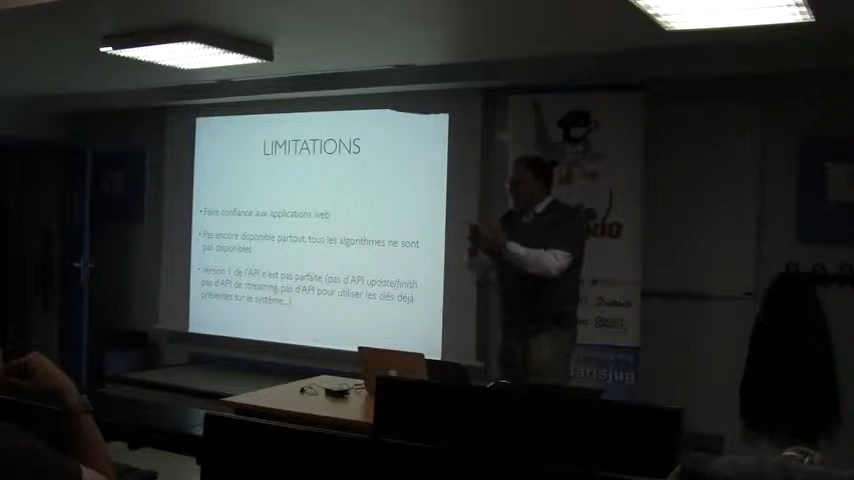 LIMITATIONS
• Faire confiance aux applications web
• Pas encore disponible partout, tous les algorithmes ne sont
pas disponibles
• Version 1 de l'API n'est pas parfaite (pas d'API update/finish
pas d'API de streaming, pas d'API pour utiliser les clés déjà
présentes sur le système...)
parisjug